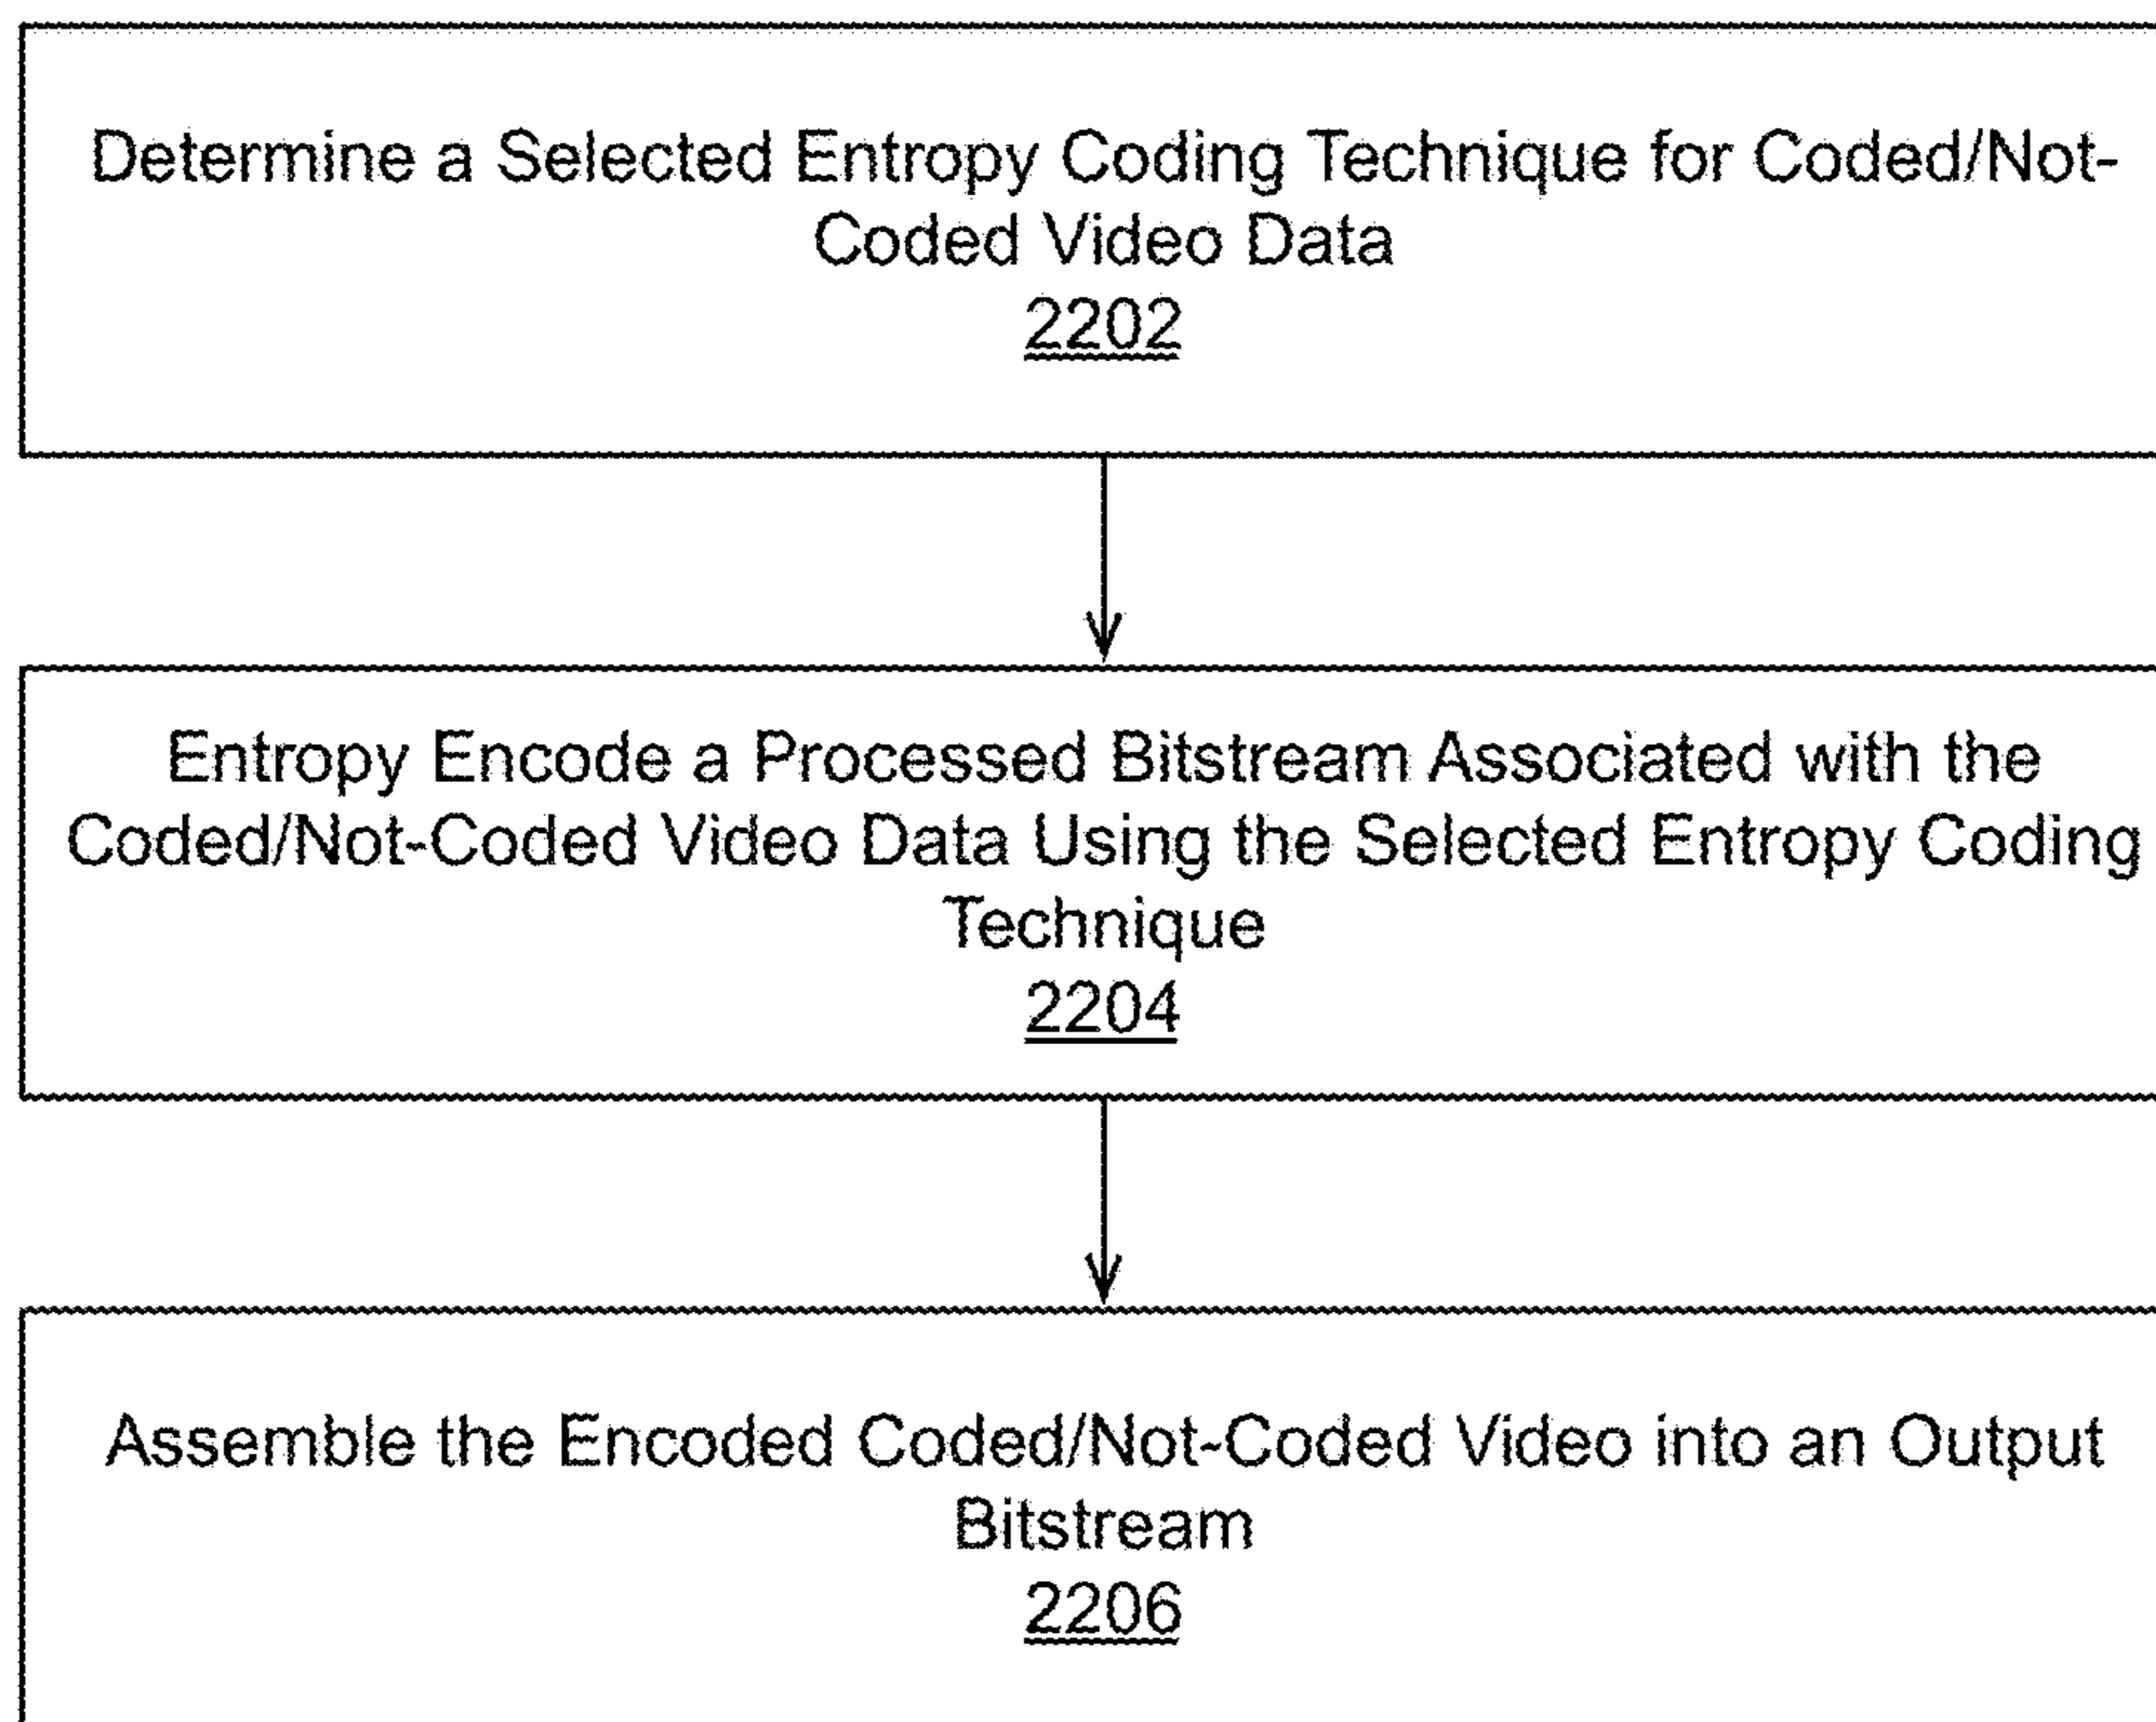 Determine a Selected Entropy Coding Technique for Coded/Not-
Coded Video Data
2202
Entropy Encode a Processed Bitstream Associated with the
Coded/Not-Coded Video Data Using the Selected Entropy Coding
Technique
2204
Assemble the Encoded Coded/Not-Coded Video into an Output
Bitstream
2206